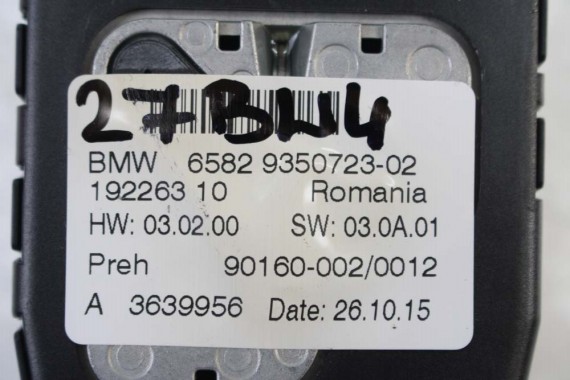 27BW4
BMW 6582 9350723-02
192263 10 Romania
HW: 03.02.00 SW: 03.0A.01
Preh 90160-002/0012
A 3639956 Date: 26.10.15